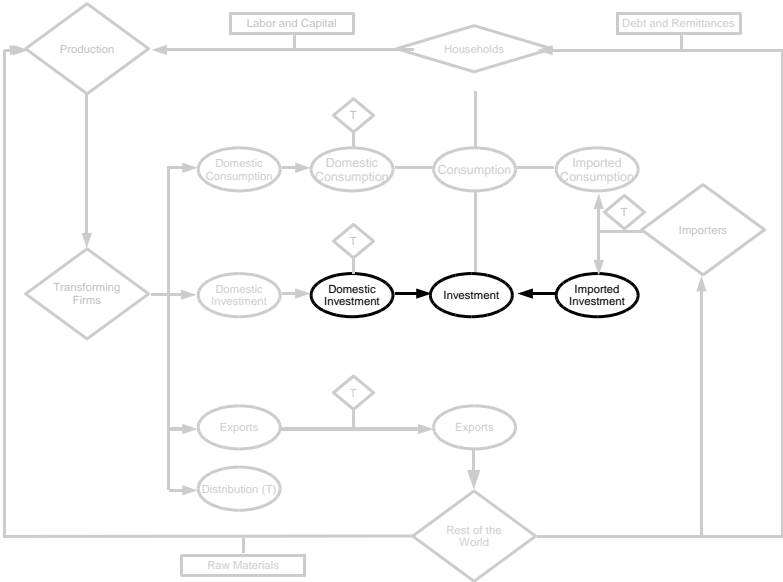 Labor and Capital
Debt and Remittances
Production
Households
T
Domestic
Consumption
Domestic
Consumption
Consumption
Imported
Consumption
T
Importers
T
Transforming
Firms
Domestic
Investment
Domestic
Investment
Investment
Imported
Investment
T
Exports
Exports
Distribution (T)
Rest of the
World
Raw Materials